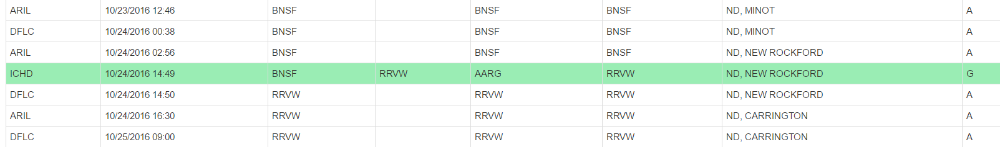 ARIL 10/23/2016 12:46 BNSF BNSF BNSF ND, MINOT A
DFLC 10/24/2016 00:38 BNSF BNSF BNSF ND, MINOT A
ARIL 10/24/2016 02:56 BNSF BNSF BNSF ND, NEW ROCKFORD A
ICHD 10/24/2016 14:49 BNSF RRVW AARG RRVW ND, NEW ROCKFORD G
DFLC 10/24/2016 14:50 RRVW RRVW RRVW ND, NEW ROCKFORD A
ARIL 10/24/2016 16:30 RRVW RRVW RRVW ND, CARRINGTON A
DFLC 10/25/2016 09:00 RRVW RRVW RRVW ND, CARRINGTON A